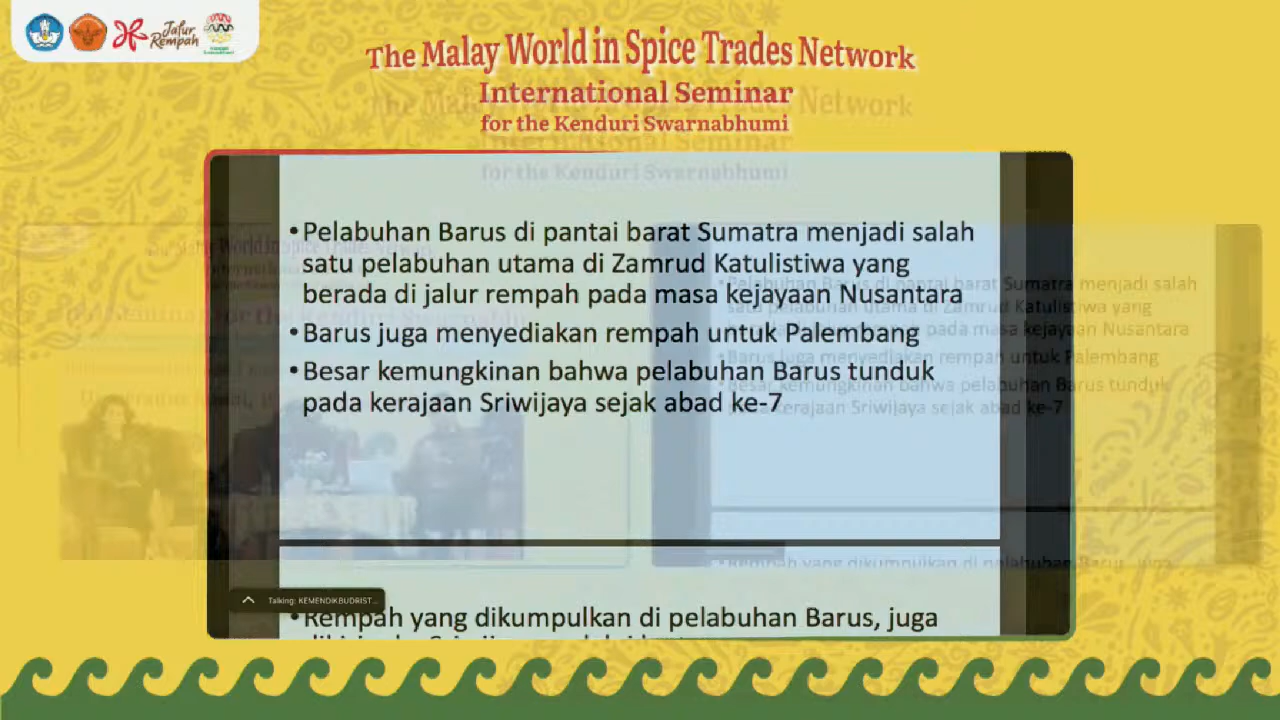 Jalur
Rempah
The Malay World in Spice Trades Network
International Seminar
for the Kenduri Swarnabhumi
•Pelabuhan Barus di pantai barat Sumatra menjadi salah
satu pelabuhan utama di Zamrud Katulistiwa yang
berada di jalur rempah pada masa kejayaan Nusantara
•Barus juga menyediakan rempah untuk Palembang
•Besar kemungkinan bahwa pelabuhan Barus tunduk
pada kerajaan Sriwijaya sejak abad ke-7
Talking: KEMENDIKBUDRIST...
•Rempah yang dikumpulkan di pelabuhan Barus, juga